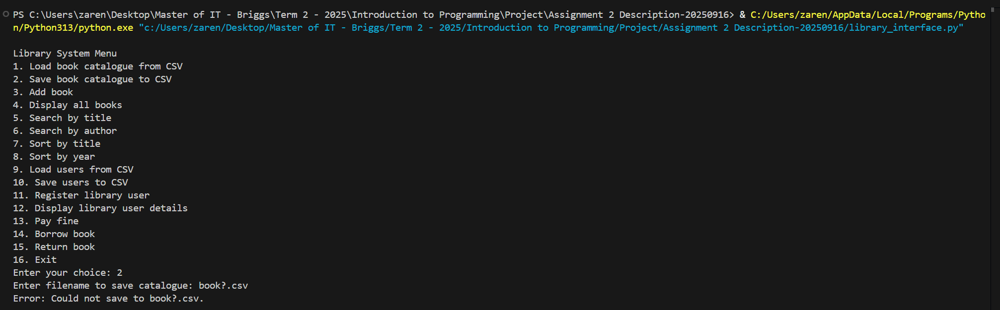 PS C:\Users\zaren\Desktop\Master of IT - Briggs\Term 2 - 2025\Introduction to Programming\Project\Assignment 2 Description-20250916> & C:/Users/zaren/AppData/Local/Programs/Pytho
n/Python313/python.exe "c:/Users/zaren/Desktop/Master of IT - Briggs/Term 2 - 2025/Introduction to Programming/Project/Assignment 2 Description-20250916/library_interface.py"
Library System Menu
1. Load book catalogue from CSV
2. Save book catalogue to CSV
3. Add book
4. Display all books
5. Search by title
6. Search by author
7. Sort by title
8. Sort by year
9. Load users from CSV
10. Save users to CSV
11. Register library user
12. Display library user details
13. Pay fine
14. Borrow book
15. Return book
16. Exit
Enter your choice: 2
Enter filename to save catalogue: book?.csv
Error: Could not save to book?.csv.